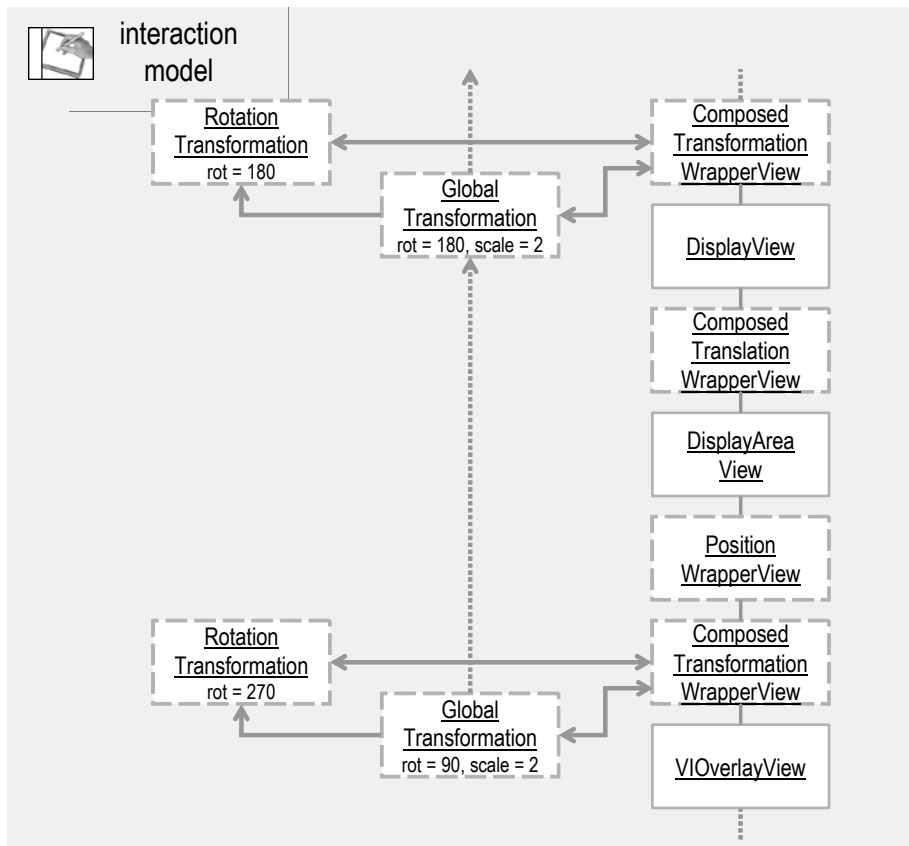 interaction
model
Rotation
Transformation
rot = 180
Global
Transformation
rot = 180, scale = 2
Composed
Transformation
WrapperView
DisplayView
Composed
Translation
WrapperView
DisplayArea
View
Position
WrapperView
Rotation
Transformation
rot = 270
Global
Transformation
rot = 90, scale = 2
Composed
Transformation
WrapperView
VIOverlayView